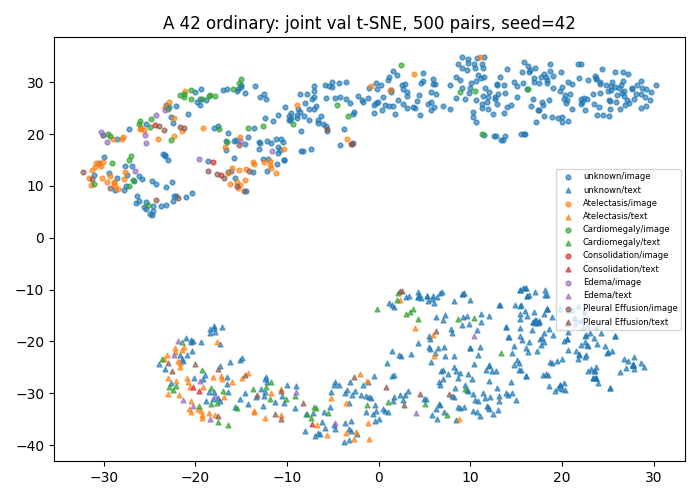 A 42 ordinary: joint val t-SNE, 500 pairs, seed=42
30
20
10
0
−10
−20
−30
−40
−30
−20
−10
0
10
20
30
unknown/image
unknown/text
Atelectasis/image
Atelectasis/text
Cardiomegaly/image
Cardiomegaly/text
Consolidation/image
Consolidation/text
Edema/image
Edema/text
Pleural Effusion/image
Pleural Effusion/text